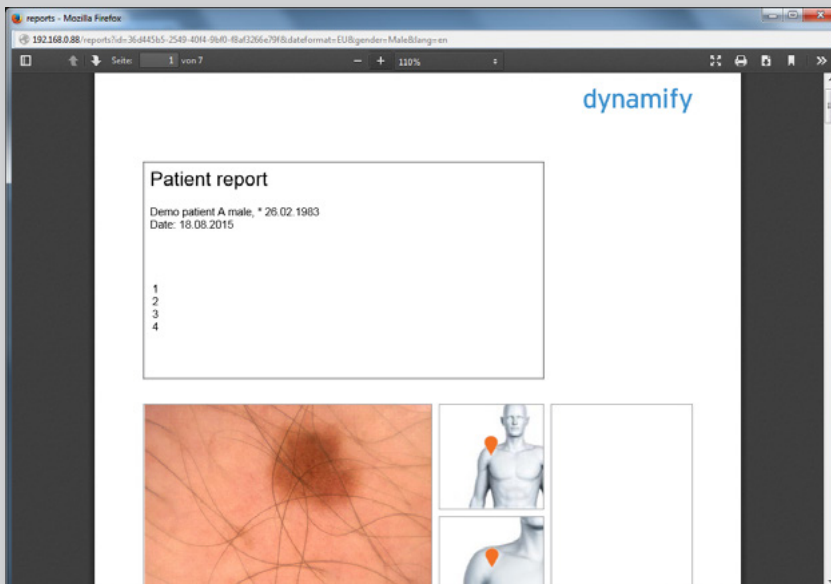 reports - Mozilla Firefox
192.168.0.88/reports?id=36d445b5-2549-40f4-9bf0-f8af3266e79f&dateformat=EU&gender=Male&lang=en
Seite: 1 von 7 − + 110%
dynamify
Patient report
Demo patient A male, * 26.02.1983
Date: 18.08.2015
1
2
3
4